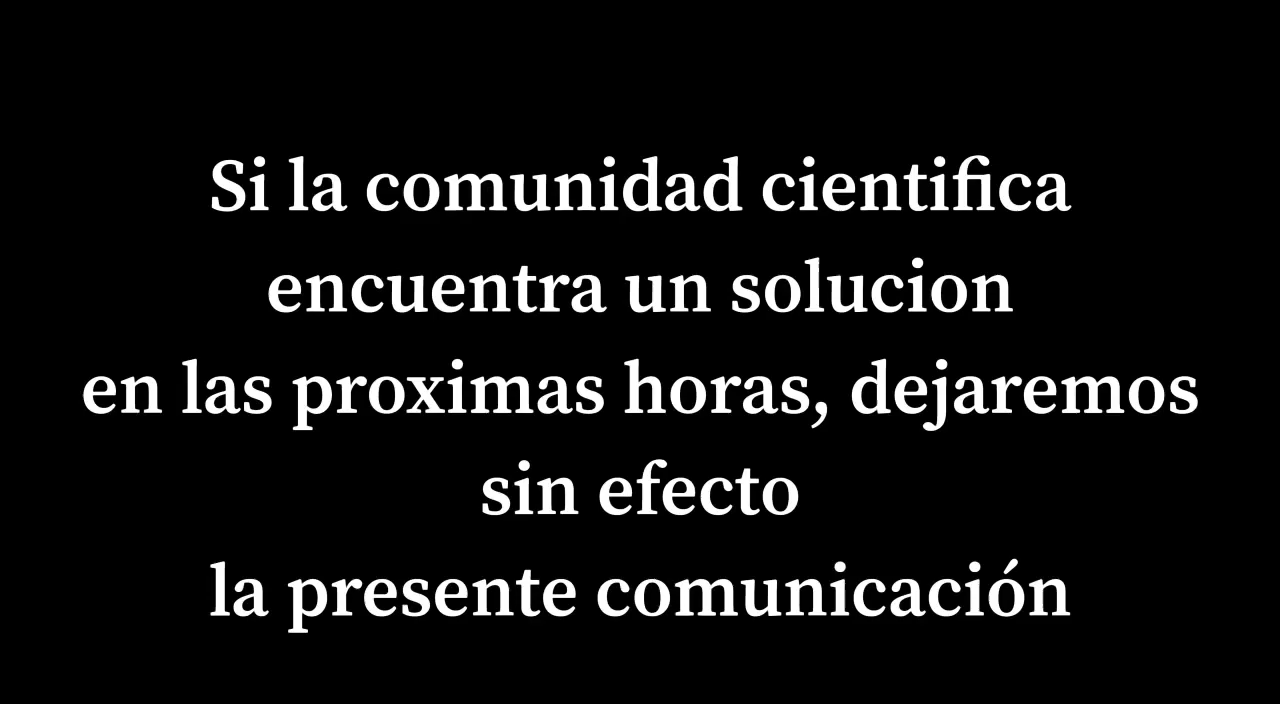 Si la comunidad cientifica
encuentra un solucion
en las proximas horas, dejaremos
sin efecto
la presente comunicación